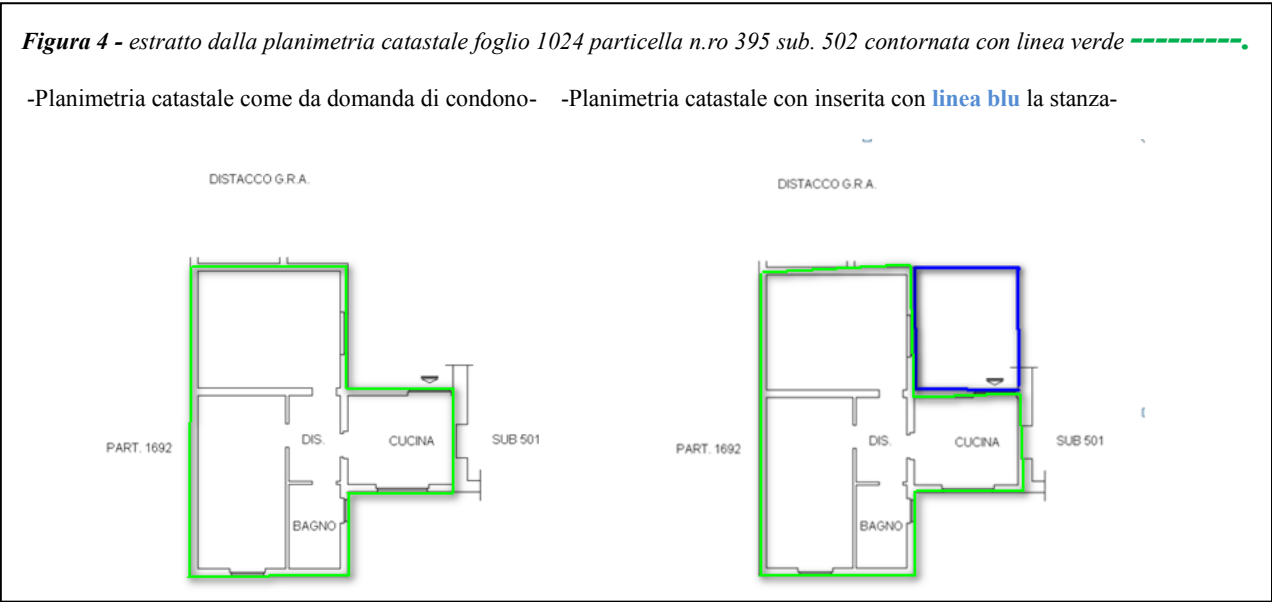 Figura 4 - estratto dalla planimetria catastale foglio 1024 particella n.ro 395 sub. 502 contornata con linea verde ---------.
-Planimetria catastale come da domanda di condono-
-Planimetria catastale con inserita con linea blu la stanza-
DISTACCO G.R.A.
PART. 1692
DIS.
CUCINA
SUB 501
BAGNO
DISTACCO G.R.A.
PART. 1692
DIS.
CUCINA
SUB 501
BAGNO